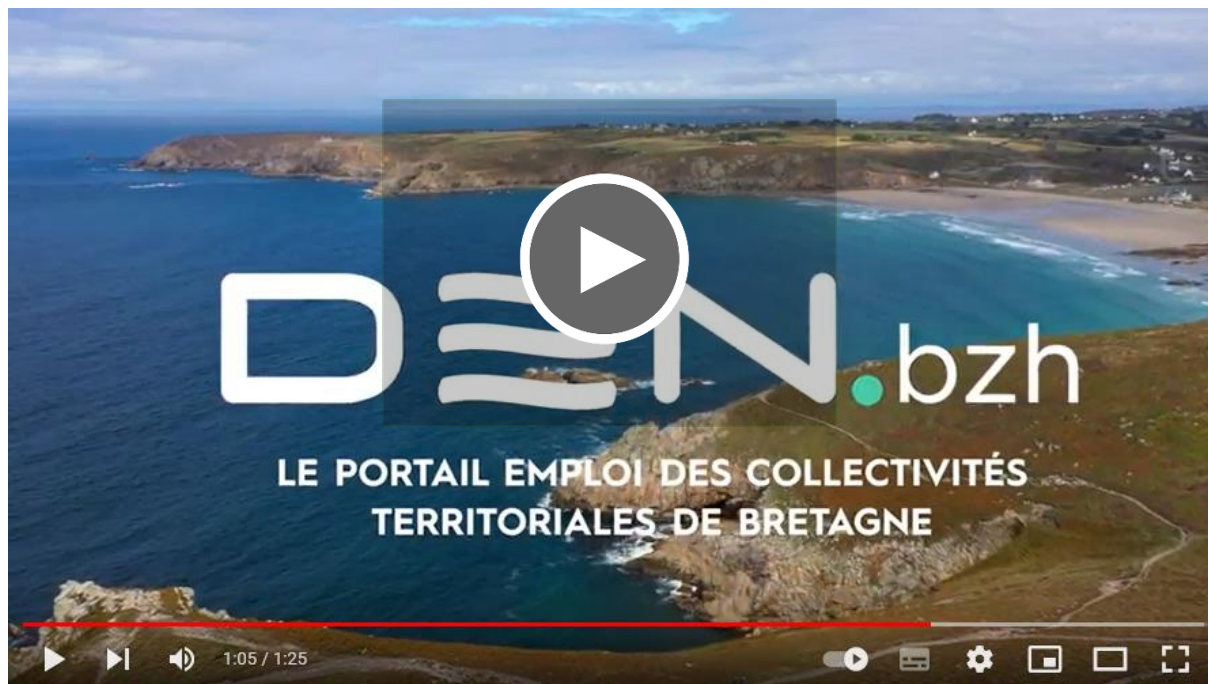 DEN.bzh
LE PORTAIL EMPLOI DES COLLECTIVITÉS
TERRITORIALES DE BRETAGNE
1:05 / 1:25